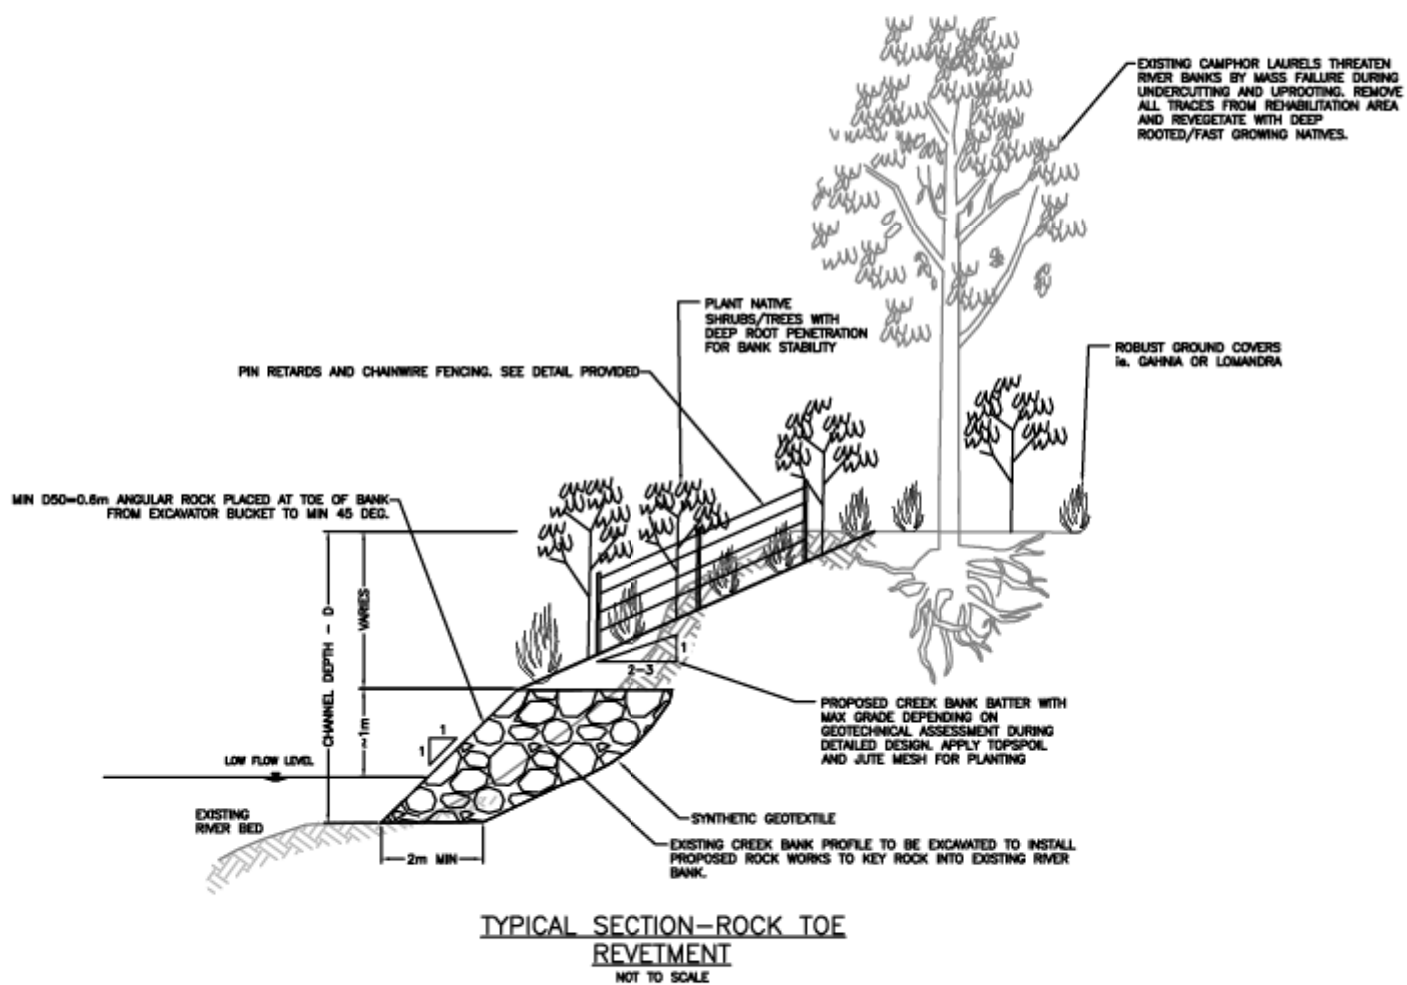 EXISTING CAMPHOR LAURELS THREATEN
RIVER BANKS BY MASS FAILURE DURING
UNDERCUTTING AND UPROOTING. REMOVE
ALL TRACES FROM REHABILITATION AREA
AND REVEGETATE WITH DEEP
ROOTED/FAST GROWING NATIVES.
PLANT NATIVE
SHRUBS/TREES WITH
DEEP ROOT PENETRATION
FOR BANK STABILITY
ROBUST GROUND COVERS
ie. GAHNIA OR LOMANDRA
PIN RETARDS AND CHAINWIRE FENCING. SEE DETAIL PROVIDED
MIN D50=0.6m ANGULAR ROCK PLACED AT TOE OF BANK
FROM EXCAVATOR BUCKET TO MIN 45 DEG.
CHANNEL DEPTH - D
VARIES
~1m
1
2-3
1
1
PROPOSED CREEK BANK BATTER WITH
MAX GRADE DEPENDING ON
GEOTECHNICAL ASSESSMENT DURING
DETAILED DESIGN. APPLY TOPSPOIL
AND JUTE MESH FOR PLANTING
LOW FLOW LEVEL
EXISTING
RIVER BED
SYNTHETIC GEOTEXTILE
2m MIN
EXISTING CREEK BANK PROFILE TO BE EXCAVATED TO INSTALL
PROPOSED ROCK WORKS TO KEY ROCK INTO EXISTING RIVER
BANK.
TYPICAL SECTION-ROCK TOE
REVETMENT
NOT TO SCALE